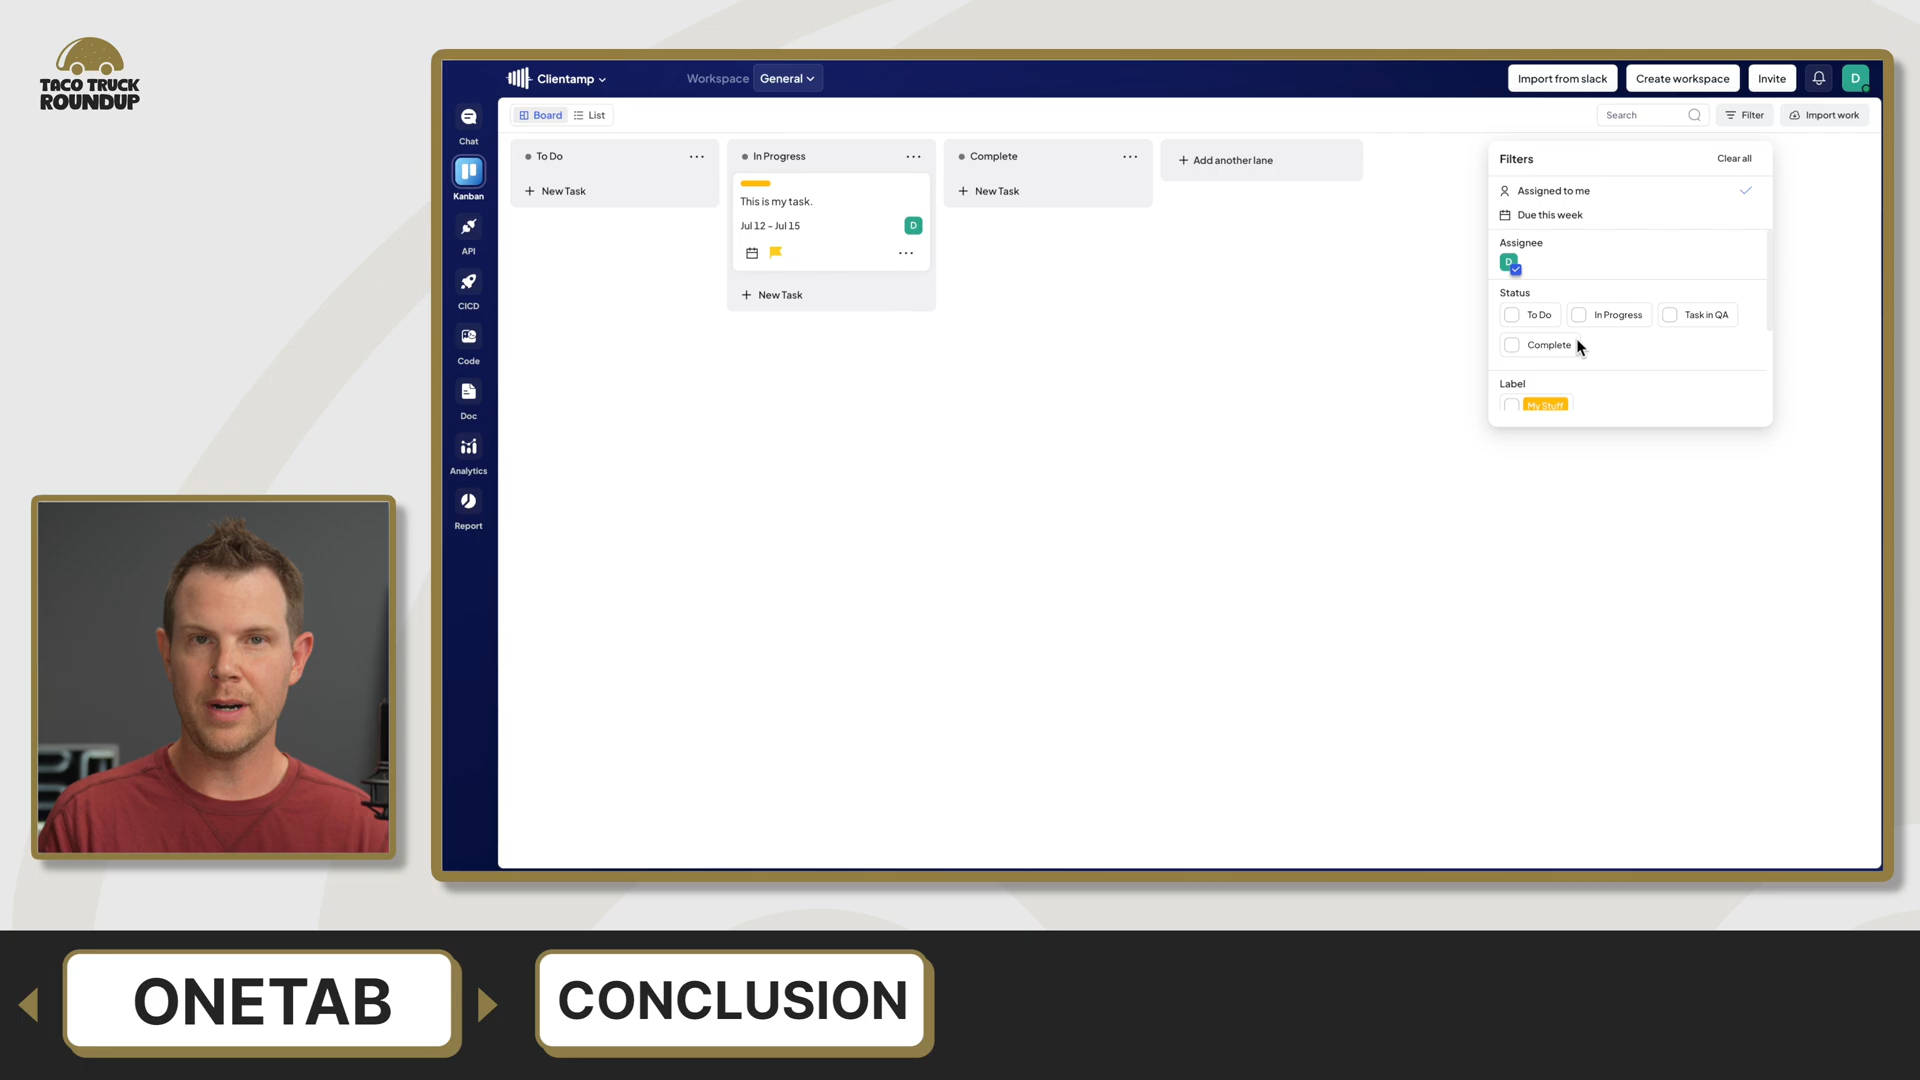 TACO TRUCK
ROUNDUP
Clientamp
Workspace General
Import from slack
Create workspace
Invite
D
Chat
Kanban
API
CICD
Code
Doc
Analytics
Report
Board
List
Search
Filter
Import work
To Do
New Task
In Progress
This is my task.
Jul 12 - Jul 15
D
New Task
Complete
New Task
Add another lane
Filters
Clear all
Assigned to me
Due this week
Assignee
D
Status
To Do
In Progress
Task in QA
Complete
Label
My Stuff
ONETAB
CONCLUSION